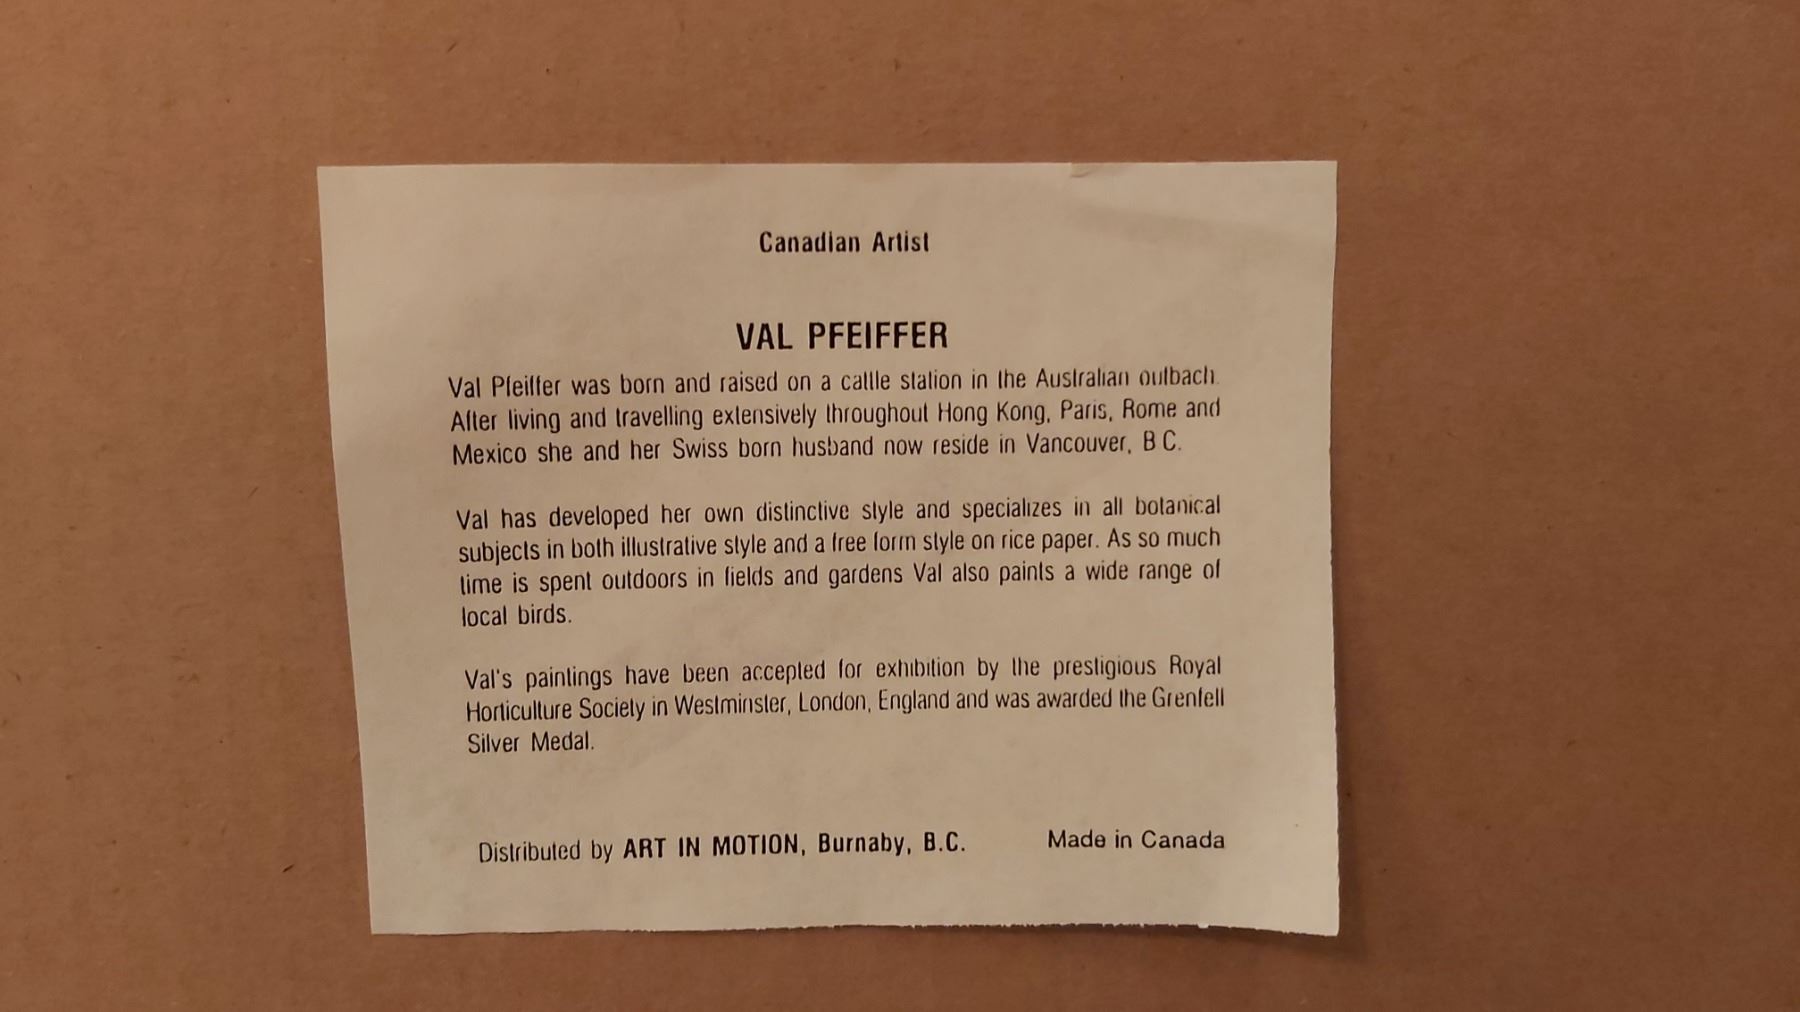 Canadian Artist
VAL PFEIFFER
Val Pfeiffer was born and raised on a cattle station in the Australian outbach.
After living and travelling extensively throughout Hong Kong, Paris, Rome and
Mexico she and her Swiss born husband now reside in Vancouver, B C.
Val has developed her own distinctive style and specializes in all botanical
subjects in both illustrative style and a free form style on rice paper. As so much
time is spent outdoors in fields and gardens Val also paints a wide range of
local birds.
Val's paintings have been accepted for exhibition by the prestigious Royal
Horticulture Society in Westminster, London, England and was awarded the Grenfell
Silver Medal.
Distributed by ART IN MOTION, Burnaby, B.C. Made in Canada